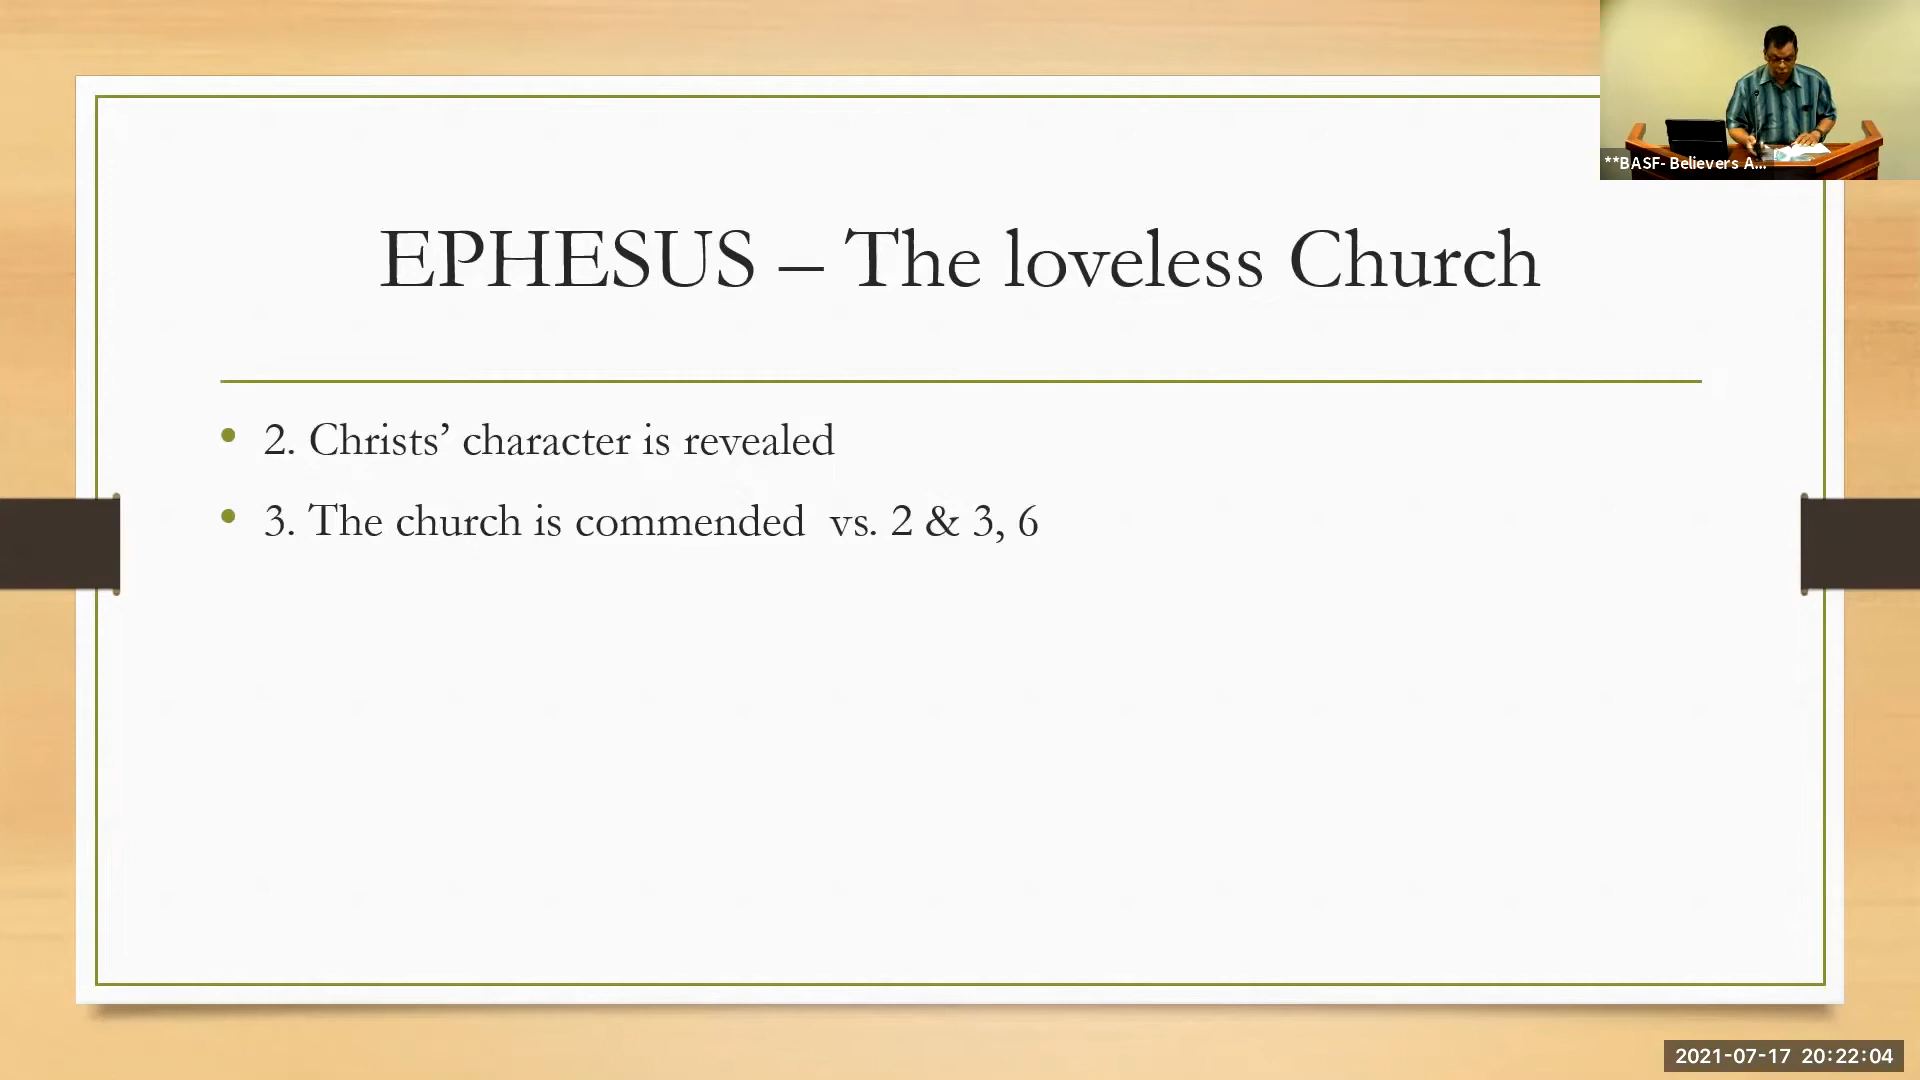 **BASF- Believers A...
EPHESUS – The loveless Church
• 2. Christs’ character is revealed
• 3. The church is commended  vs. 2 & 3, 6
2021-07-17 20:22:04